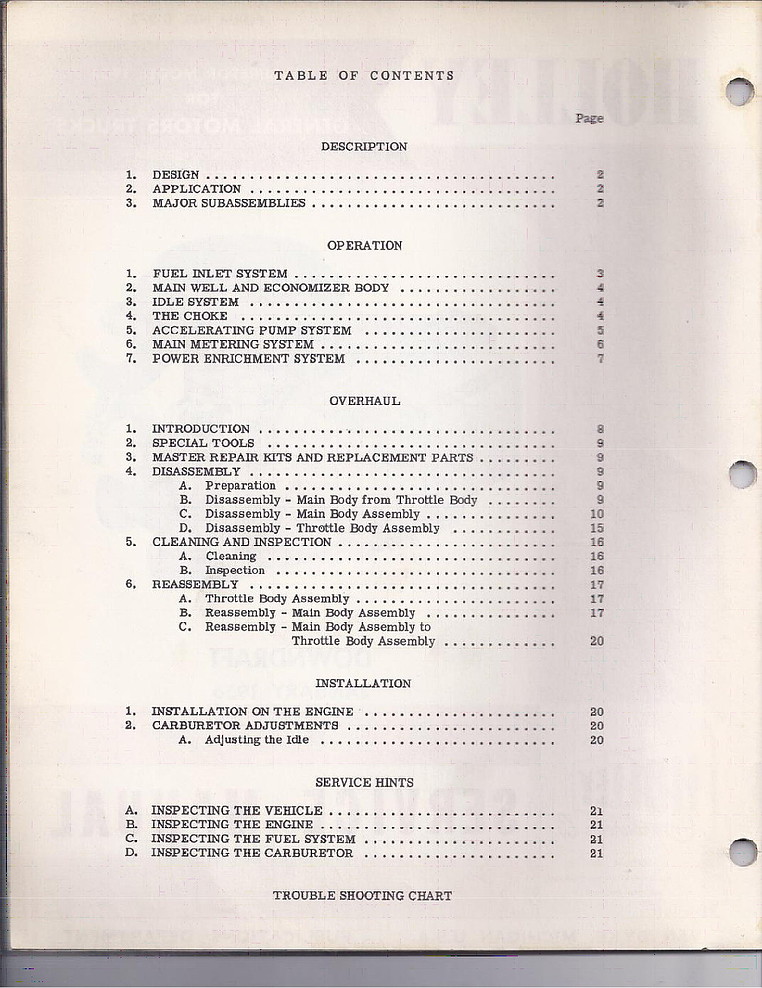 TABLE OF CONTENTS
Page
DESCRIPTION
1. DESIGN ........................................ 2
2. APPLICATION ................................... 2
3. MAJOR SUBASSEMBLIES ............................ 2
OPERATION
1. FUEL INLET SYSTEM .............................. 3
2. MAIN WELL AND ECONOMIZER BODY .................. 4
3. IDLE SYSTEM ................................... 4
4. THE CHOKE ..................................... 4
5. ACCELERATING PUMP SYSTEM ...................... 5
6. MAIN METERING SYSTEM ........................... 6
7. POWER ENRICHMENT SYSTEM ....................... 7
OVERHAUL
1. INTRODUCTION .................................. 8
2. SPECIAL TOOLS ................................. 9
3. MASTER REPAIR KITS AND REPLACEMENT PARTS ......... 9
4. DISASSEMBLY ................................... 9
A. Preparation ............................... 9
B. Disassembly - Main Body from Throttle Body ........ 9
C. Disassembly - Main Body Assembly ............... 10
D. Disassembly - Throttle Body Assembly ............ 15
5. CLEANING AND INSPECTION ......................... 16
A. Cleaning ................................. 16
B. Inspection ................................ 16
6. REASSEMBLY ................................... 17
A. Throttle Body Assembly ....................... 17
B. Reassembly - Main Body Assembly ............... 17
C. Reassembly - Main Body Assembly to
Throttle Body Assembly ............. 20
INSTALLATION
1. INSTALLATION ON THE ENGINE ...................... 20
2. CARBURETOR ADJUSTMENTS ........................ 20
A. Adjusting the Idle ........................... 20
SERVICE HINTS
A. INSPECTING THE VEHICLE .......................... 21
B. INSPECTING THE ENGINE ........................... 21
C. INSPECTING THE FUEL SYSTEM ...................... 21
D. INSPECTING THE CARBURETOR ...................... 21
TROUBLE SHOOTING CHART